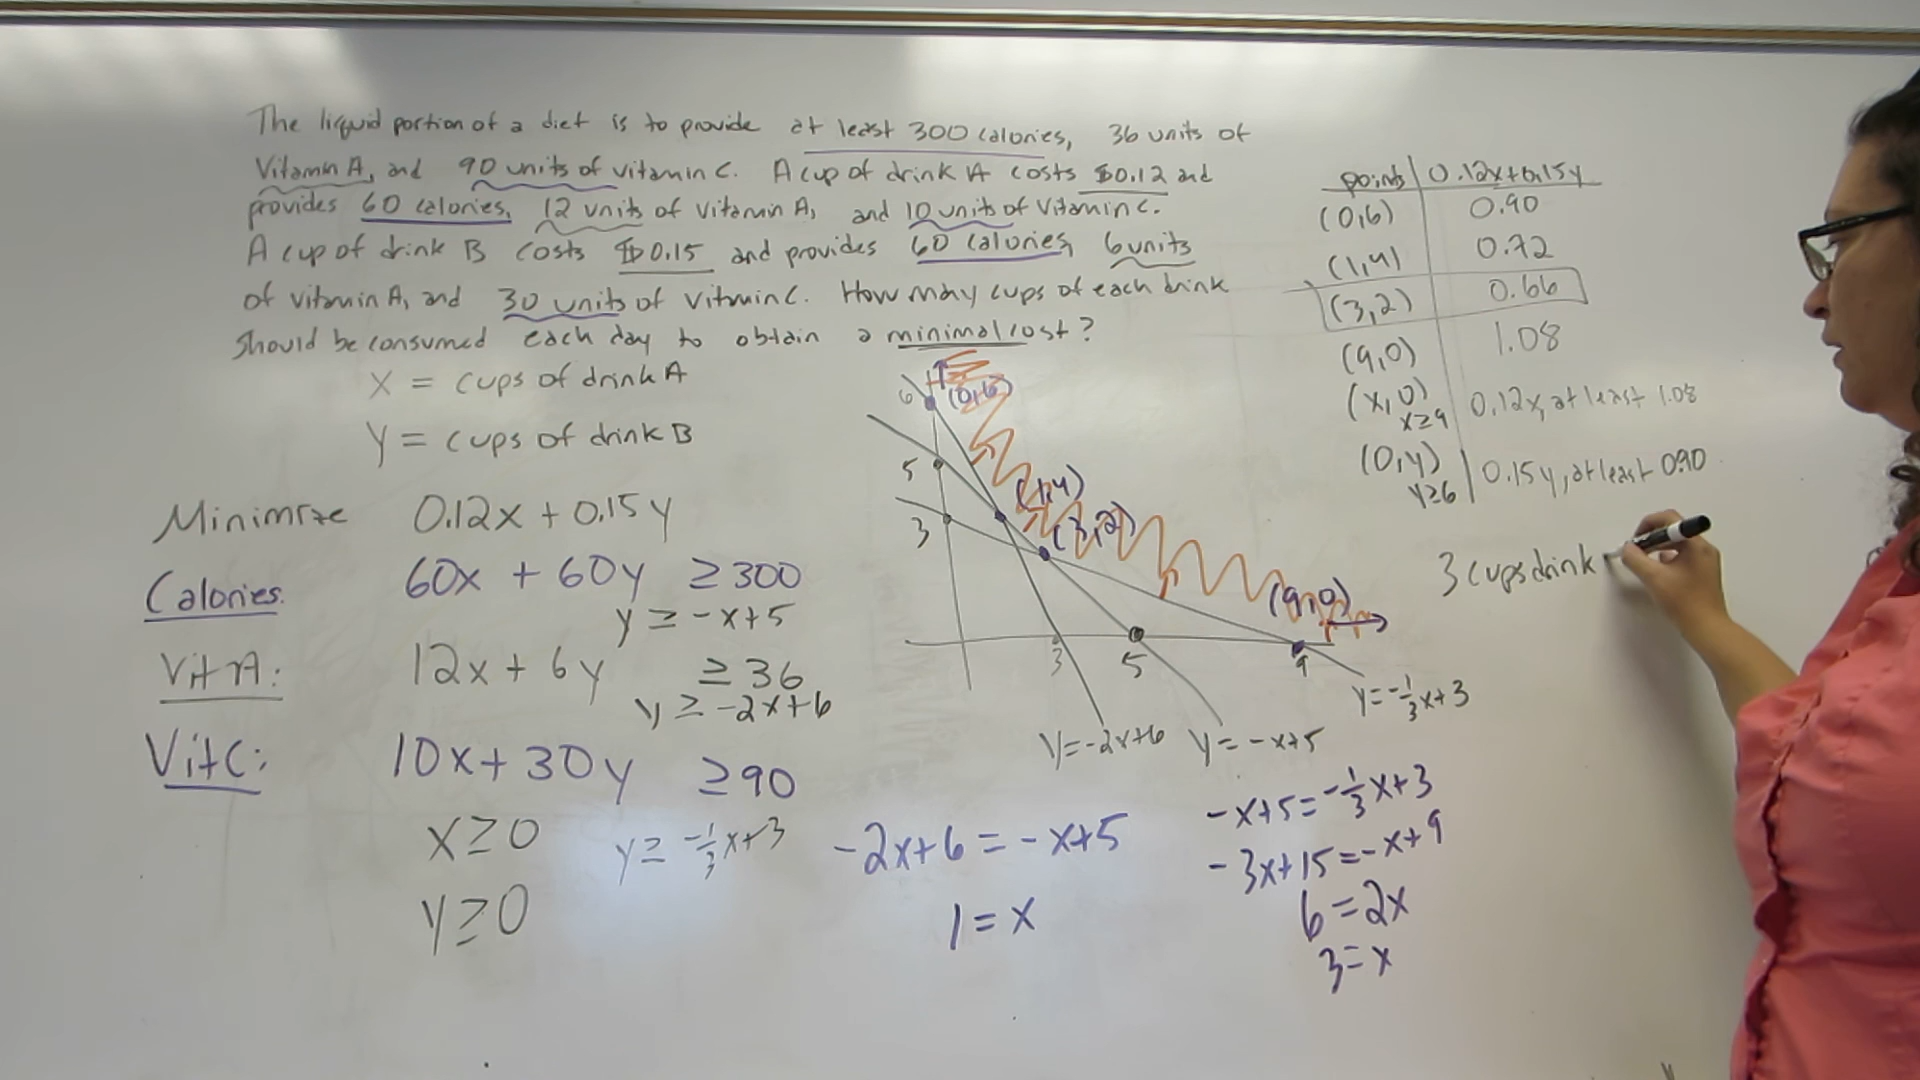 The liquid portion of a diet is to provide at least 300 calories, 36 units of
Vitamin A, and 90 units of vitamin C. A cup of drink A costs $0.12 and
provides 60 calories, 12 units of Vitamin A, and 10 units of Vitamin C.
A cup of drink B costs $0.15 and provides 60 calories, 6 units
of vitamin A, and 30 units of Vitamin C. How many cups of each drink
should be consumed each day to obtain a minimal cost?
X = cups of drink A
Y = cups of drink B
Minimize 0.12x + 0.15y
Calories: 60x + 60y ≥ 300
y ≥ -x+5
Vit A: 12x + 6y ≥ 36
y ≥ -2x+6
Vit C: 10x + 30y ≥ 90
x ≥ 0 y ≥ -1/3x+3
y ≥ 0
6 (0,6)
5
3
(1,4)
(3,2)
(9,0)
3 5 9
y=-2x+6 y=-x+5 y=-1/3x+3
-2x+6 = -x+5
1 = x
-x+5=-1/3x+3
-3x+15=-x+9
6=2x
3=x
points 0.12x+0.15y
(0,6) 0.90
(1,4) 0.72
(3,2) 0.66
(9,0) 1.08
(x,0) 0.12x, at least 1.08
x≥9
(0,y) 0.15y, at least 0.90
y≥6
3 cups drink